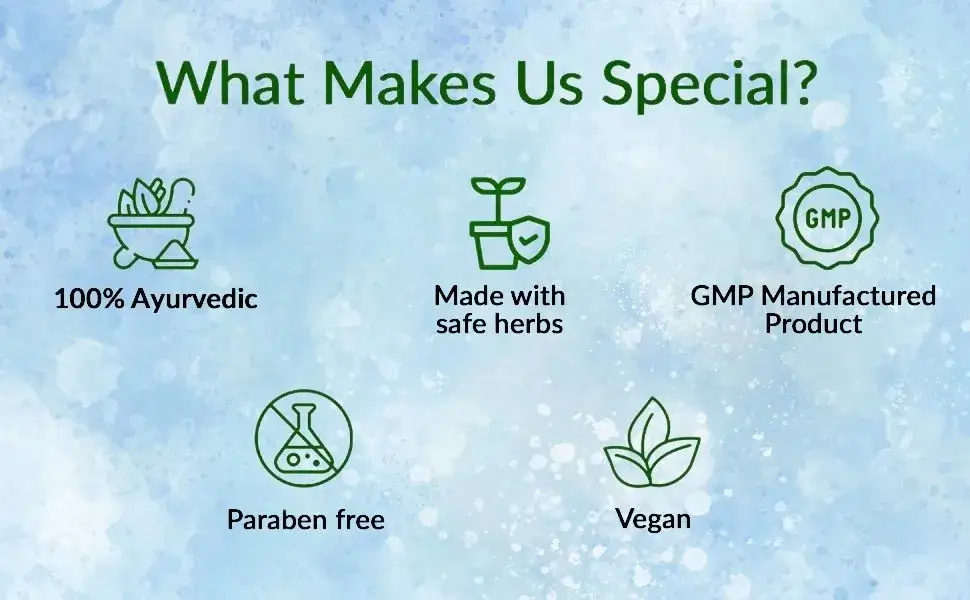 What Makes Us Special?
GMP
100% Ayurvedic
Made with
safe herbs
GMP Manufactured
Product
Paraben free
Vegan